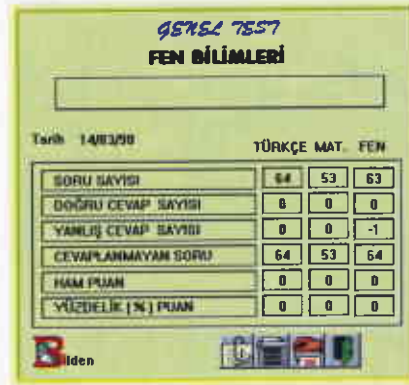 GENEL TEST
FEN BİLİMLERİ
Tarih 14/03/98
TÜRKÇE MAT. FEN
SORU SAYISI 64 53 63
DOĞRU CEVAP SAYISI 0 0 0
YANLIŞ CEVAP SAYISI 0 0 -1
CEVAPLANMAYAN SORU 64 53 64
HAM PUAN 0 0 0
YÜZDELİK (%) PUAN 0 0 0
Bilden